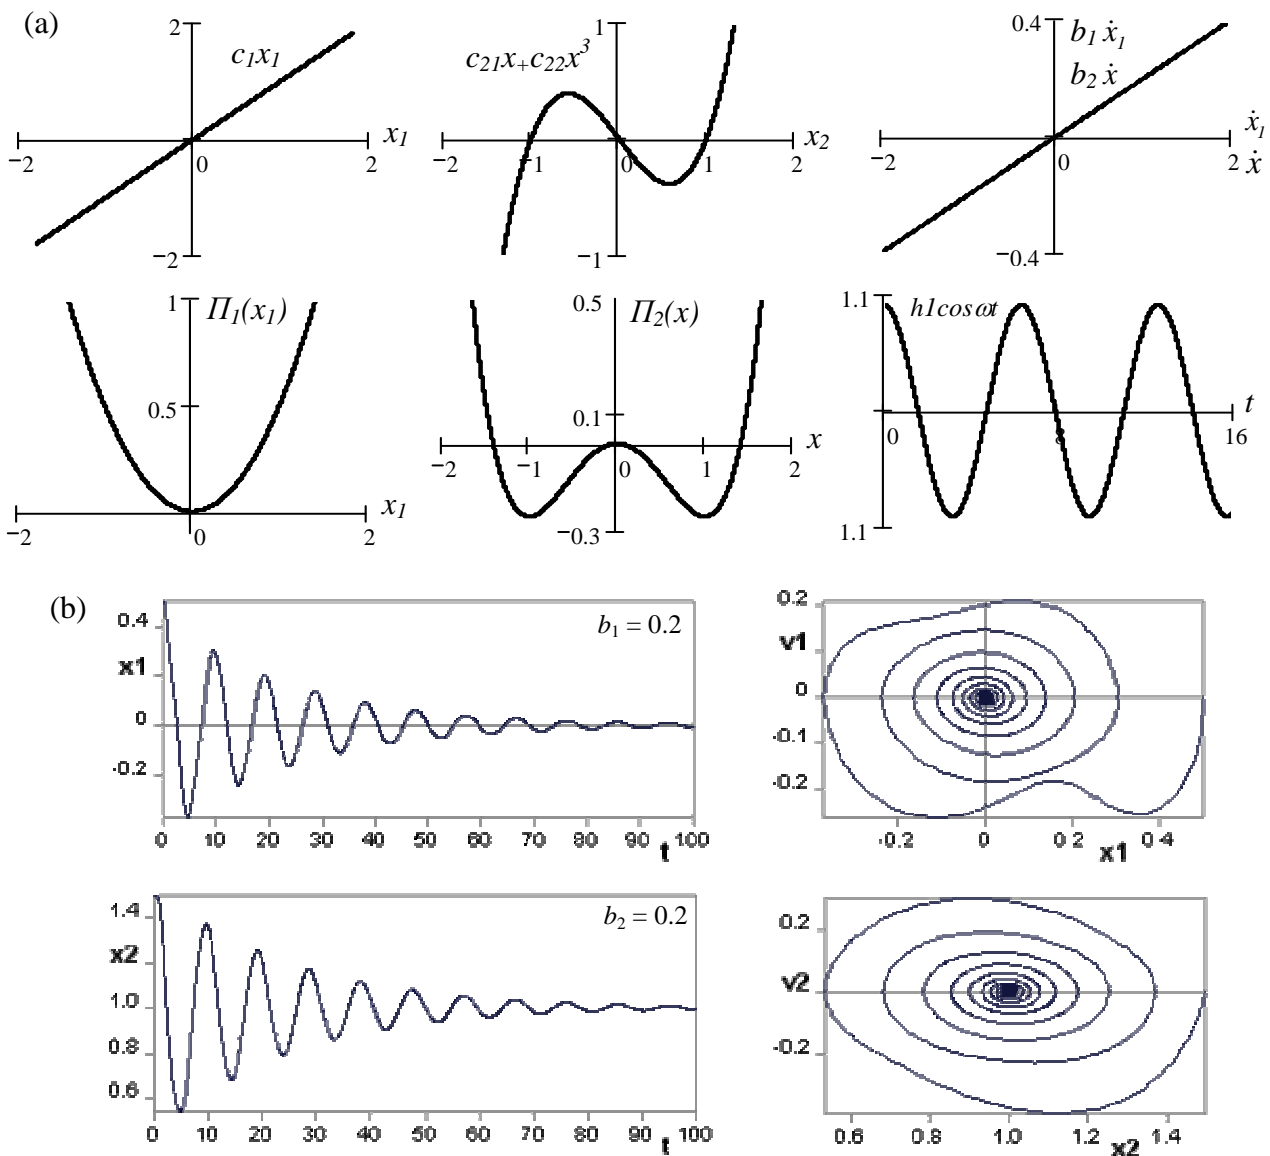 (a)
2
c₁x₁
x₁
−2
0
2
−2
1
c₂₁x+c₂₂x³
x₂
−2
−1
0
1
2
−1
0.4
b₁ ẋ₁
b₂ ẋ
ẋ₁
ẋ
−2
0
2
−0.4
1
Π₁(x₁)
0.5
x₁
−2
0
2
0.5
Π₂(x)
0.1
x
−2
−1
0
1
2
−0.3
1.1
h1cosωt
t
0
8
16
1.1
(b)
0.4
x1
0
-0.2
b₁ = 0.2
0 10 20 30 40 50 60 70 80 90 100
t
0.2
v1
0
-0.1
-0.2
-0.2 0 0.2 0.4
x1
1.4
x2
1.0
0.8
0.6
b₂ = 0.2
0 10 20 30 40 50 60 70 80 90 100
t
0.2
v2
-0.2
0.6 0.8 1.0 1.2 1.4
x2